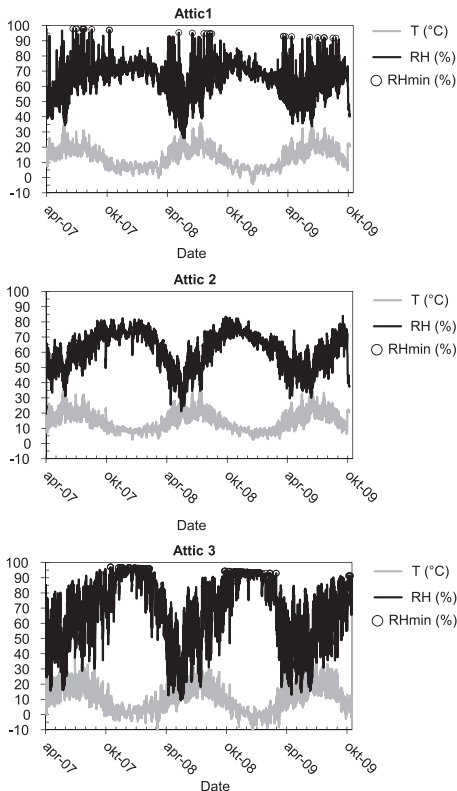 Attic1
100
90
80
70
60
50
40
30
20
10
0
-10
T (°C)
RH (%)
RHmin (%)
apr-07
okt-07
apr-08
okt-08
apr-09
okt-09
Date
Attic 2
100
90
80
70
60
50
40
30
20
10
0
-10
T (°C)
RH (%)
RHmin (%)
apr-07
okt-07
apr-08
okt-08
apr-09
okt-09
Date
Attic 3
100
90
80
70
60
50
40
30
20
10
0
-10
T (°C)
RH (%)
RHmin (%)
apr-07
okt-07
apr-08
okt-08
apr-09
okt-09
Date